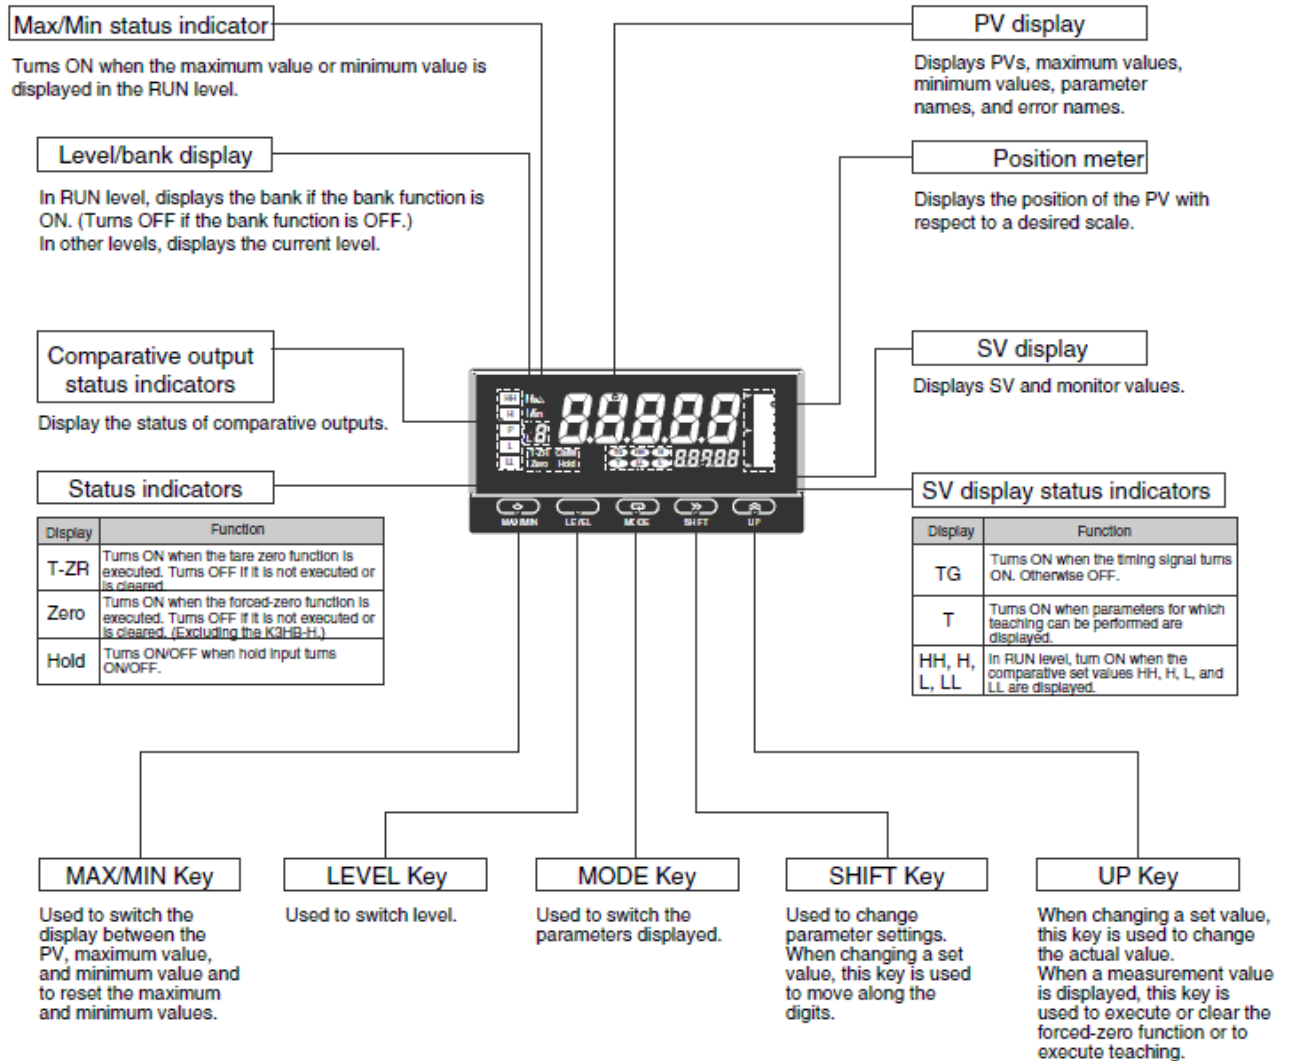 Max/Min status indicator
Turns ON when the maximum value or minimum value is
displayed in the RUN level.
Level/bank display
In RUN level, displays the bank if the bank function is
ON. (Turns OFF if the bank function is OFF.)
In other levels, displays the current level.
Comparative output
status indicators
Display the status of comparative outputs.
Status indicators
Display Function
T-ZR Turns ON when the tare zero function is
executed. Turns OFF if it is not executed or
is cleared.
Zero Turns ON when the forced-zero function is
executed. Turns OFF if it is not executed or
is cleared. (Excluding the K3HB-H.)
Hold Turns ON/OFF when hold input turns
ON/OFF.
PV display
Displays PVs, maximum values,
minimum values, parameter
names, and error names.
Position meter
Displays the position of the PV with
respect to a desired scale.
SV display
Displays SV and monitor values.
SV display status indicators
Display Function
TG Turns ON when the timing signal turns
ON. Otherwise OFF.
T Turns ON when parameters for which
teaching can be performed are
displayed.
HH, H,
L, LL In RUN level, turn ON when the
comparative set values HH, H, L, and
LL are displayed.
HH
H Min
P
L
LL
T-ZR
Zero Hold
88888
8
88888
MAX/MIN LEVEL MODE SHIFT UP
MAX/MIN Key
Used to switch the
display between the
PV, maximum value,
and minimum value and
to reset the maximum
and minimum values.
LEVEL Key
Used to switch level.
MODE Key
Used to switch the
parameters displayed.
SHIFT Key
Used to change
parameter settings.
When changing a set
value, this key is used
to move along the
digits.
UP Key
When changing a set value,
this key is used to change
the actual value.
When a measurement value
is displayed, this key is
used to execute or clear the
forced-zero function or to
execute teaching.